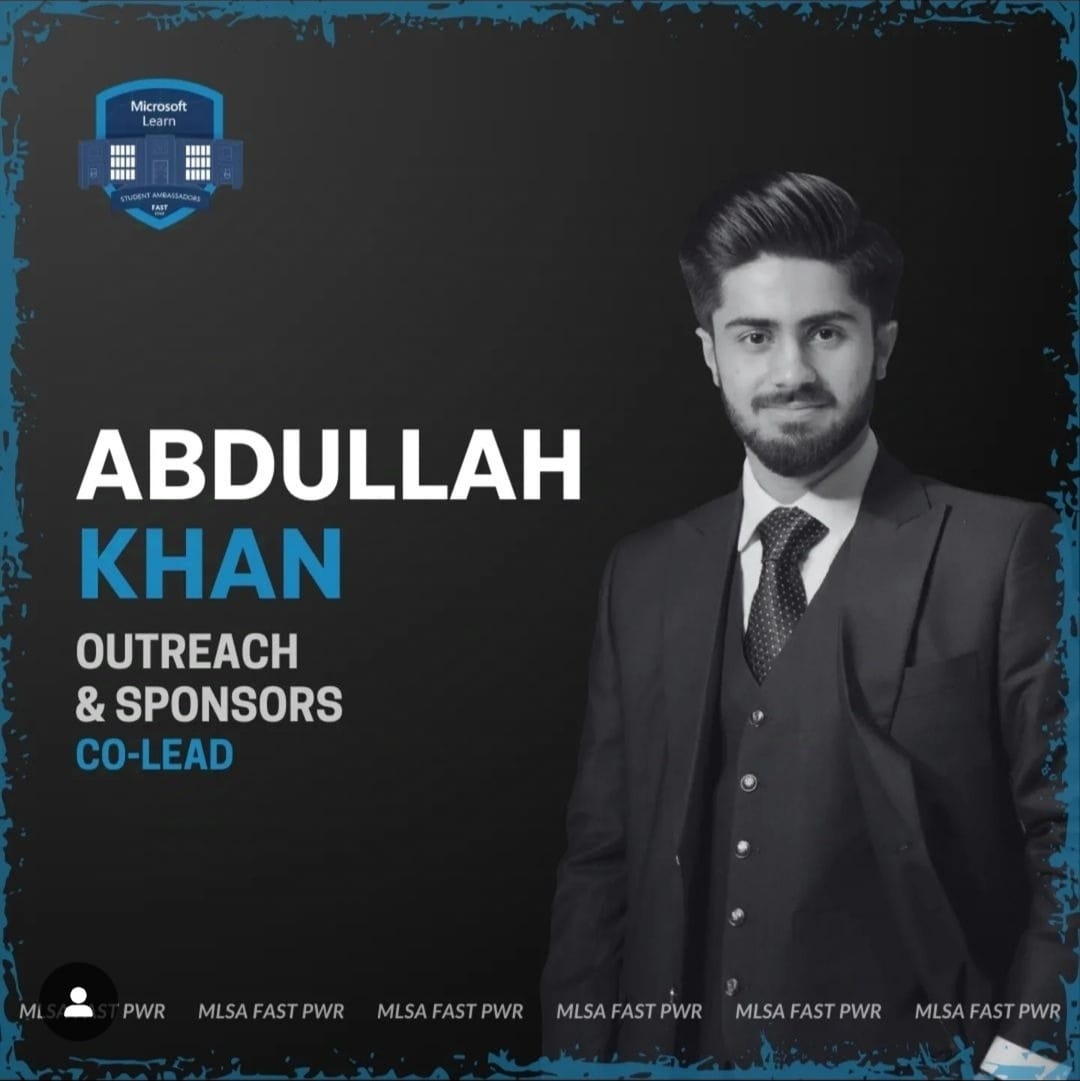 Microsoft
Learn
STUDENT AMBASSADORS
FAST
ABDULLAH
KHAN
OUTREACH
& SPONSORS
CO-LEAD
PWR MLSA FAST PWR MLSA FAST PWR MLSA FAST PWR MLSA FAST PWR MLSA FAST PWR